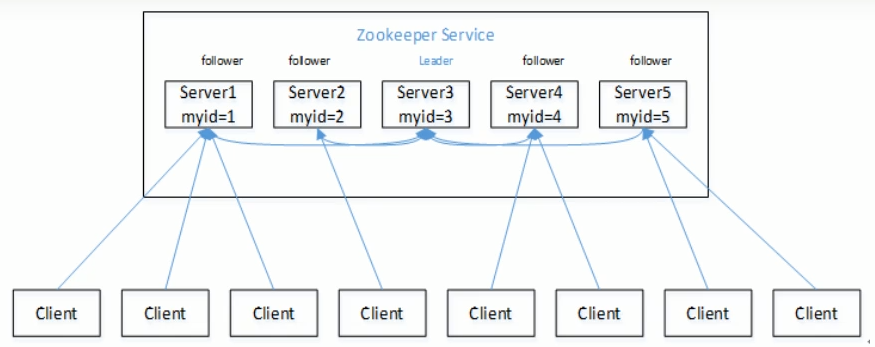 Zookeeper Service
follower follower Leader follower follower
Server1 Server2 Server3 Server4 Server5
myid=1 myid=2 myid=3 myid=4 myid=5
Client Client Client Client Client Client Client Client